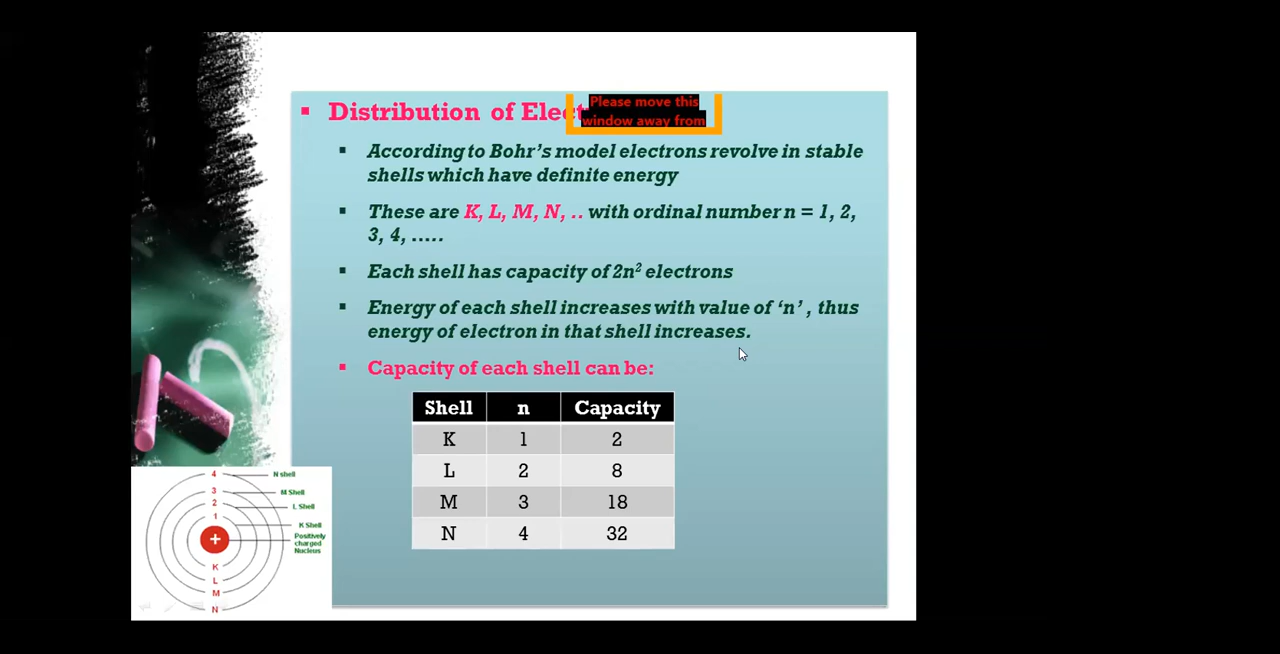 Distribution of Elect
Please move this
window away from
According to Bohr's model electrons revolve in stable
shells which have definite energy
These are K, L, M, N, .. with ordinal number n = 1, 2,
3, 4, .....
Each shell has capacity of 2n² electrons
Energy of each shell increases with value of 'n' , thus
energy of electron in that shell increases.
Capacity of each shell can be:
Shell n Capacity
K 1 2
L 2 8
M 3 18
N 4 32
4 N shell
3 M Shell
2 L Shell
1 K Shell
+ Positively
charged
Nucleus
K
L
M
N